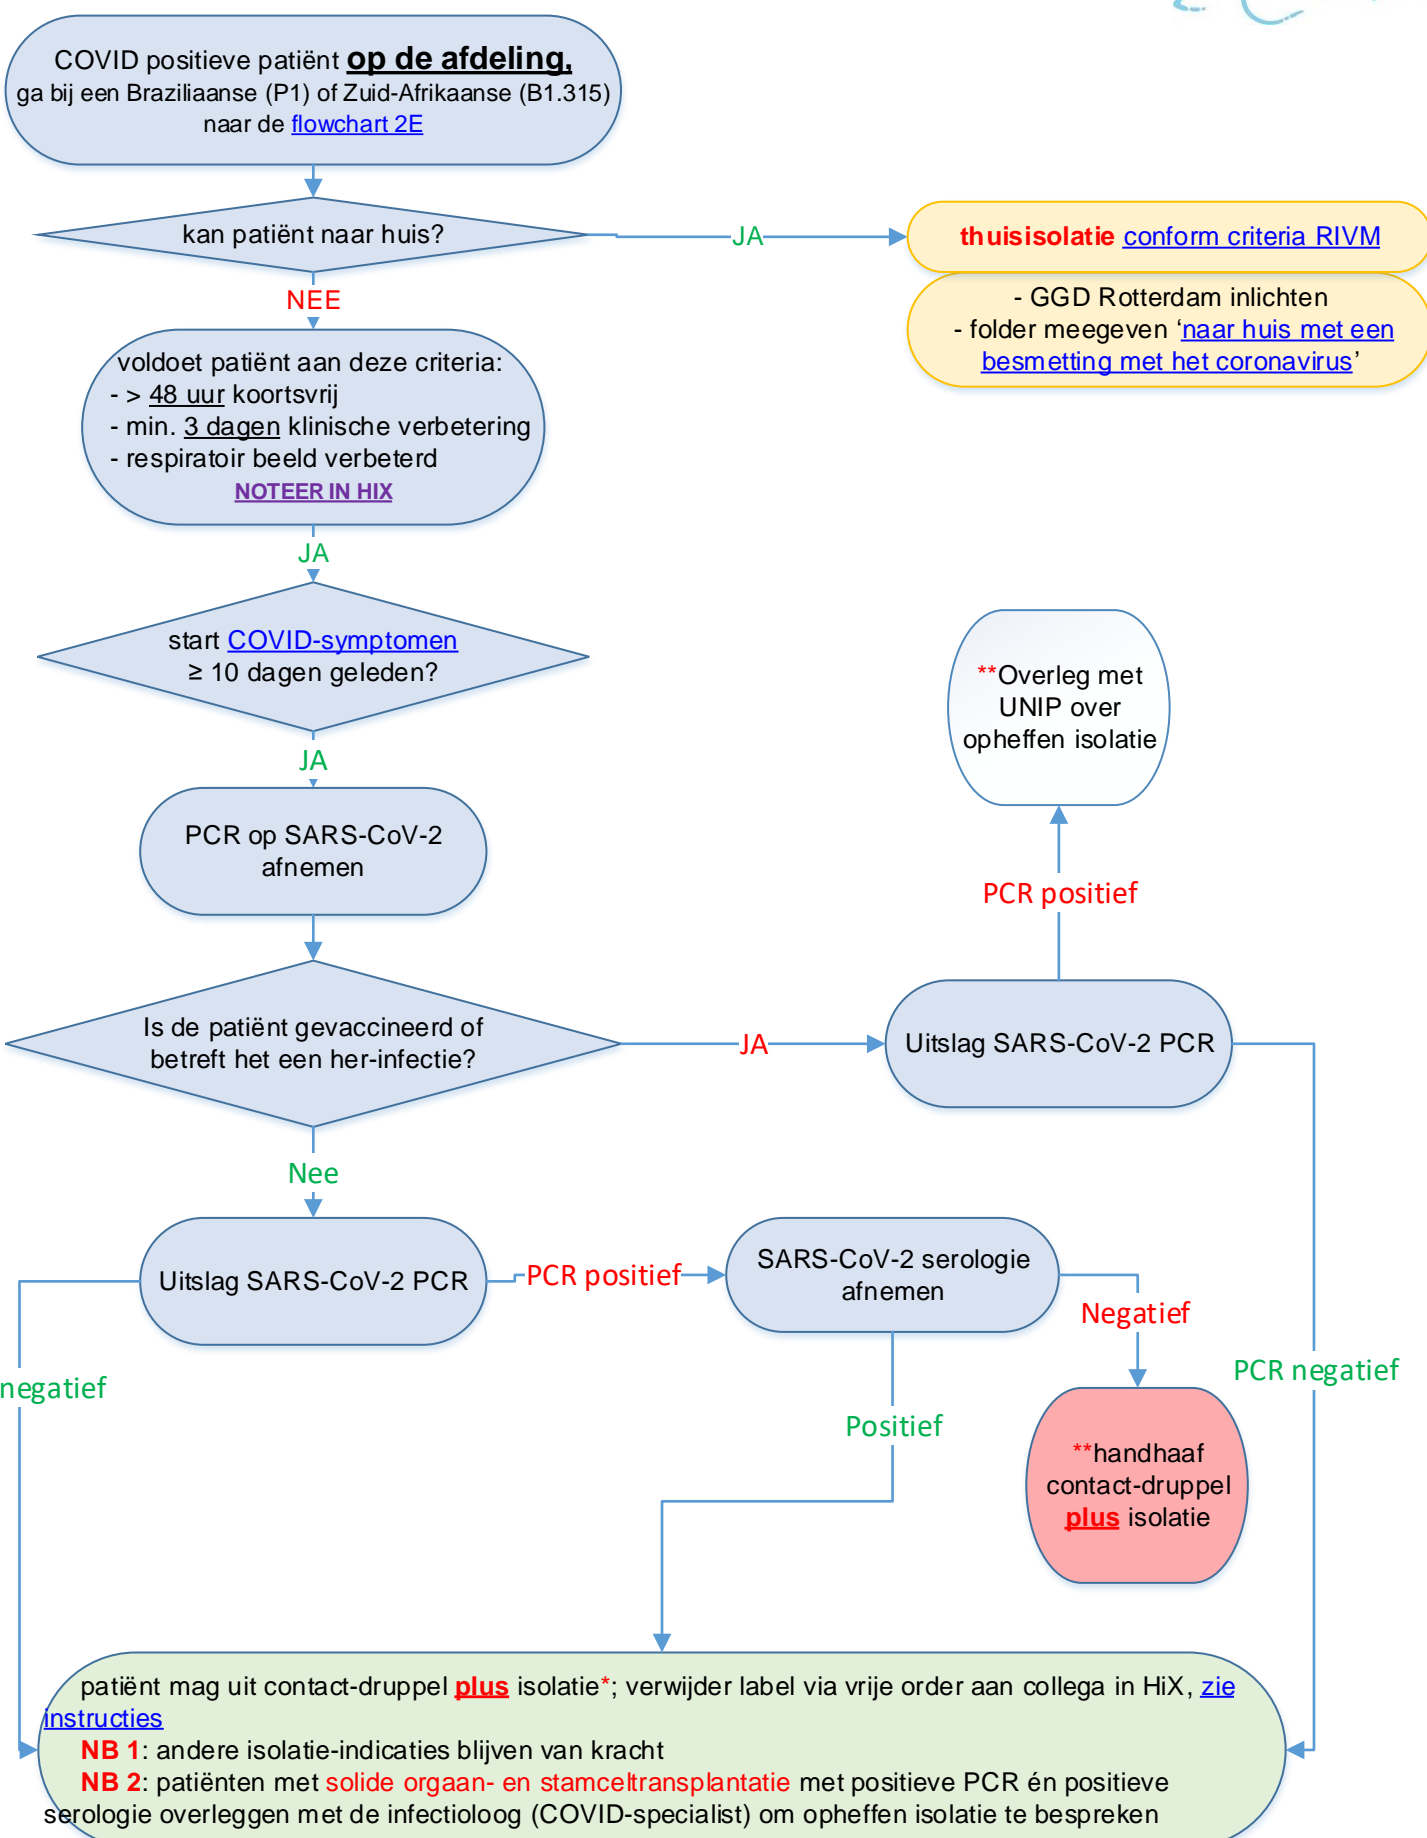 COVID positieve patiënt op de afdeling,
ga bij een Braziliaanse (P1) of Zuid-Afrikaanse (B1.315)
naar de flowchart 2E
kan patiënt naar huis?
JA
thuisisolatie conform criteria RIVM
- GGD Rotterdam inlichten
- folder meegeven ‘naar huis met een
besmetting met het coronavirus’
NEE
voldoet patiënt aan deze criteria:
- > 48 uur koortsvrij
- min. 3 dagen klinische verbetering
- respiratoir beeld verbeterd
NOTEER IN HIX
JA
start COVID-symptomen
≥ 10 dagen geleden?
JA
PCR op SARS-CoV-2
afnemen
Is de patiënt gevaccineerd of
betreft het een her-infectie?
JA
Uitslag SARS-CoV-2 PCR
PCR positief
**Overleg met
UNIP over
opheffen isolatie
PCR negatief
Nee
Uitslag SARS-CoV-2 PCR
negatief
PCR positief
SARS-CoV-2 serologie
afnemen
Negatief
**handhaaf
contact-druppel
plus isolatie
Positief
patiënt mag uit contact-druppel plus isolatie*; verwijder label via vrije order aan collega in HiX, zie
instructies
NB 1: andere isolatie-indicaties blijven van kracht
NB 2: patiënten met solide orgaan- en stamceltransplantatie met positieve PCR én positieve
serologie overleggen met de infectioloog (COVID-specialist) om opheffen isolatie te bespreken